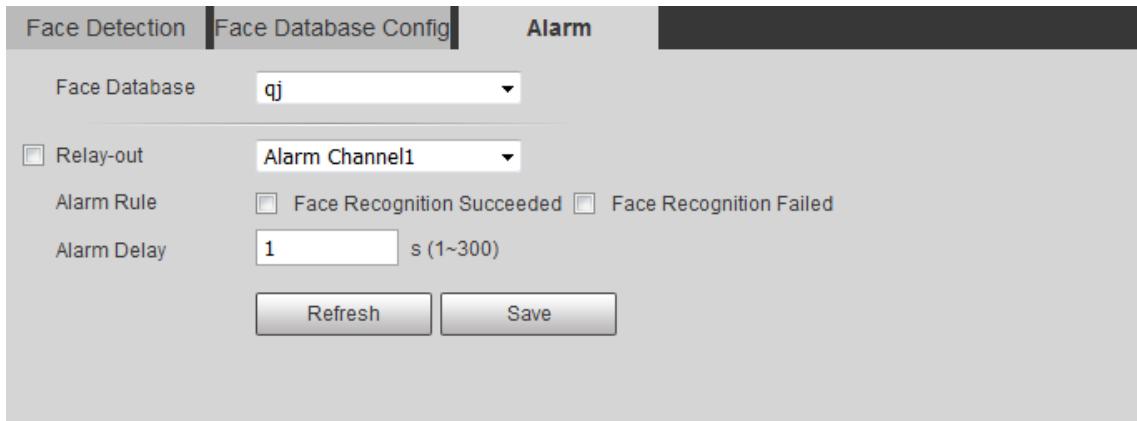 Face Detection Face Database Config Alarm
Face Database qj
Relay-out Alarm Channel1
Alarm Rule Face Recognition Succeeded Face Recognition Failed
Alarm Delay 1 s (1~300)
Refresh Save